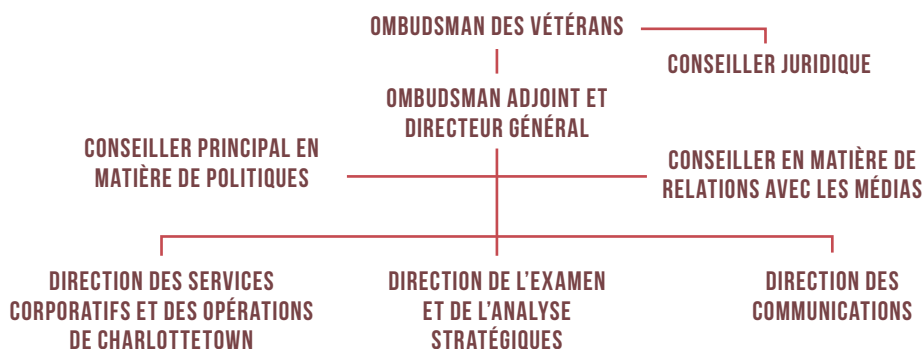 OMBUDSMAN DES VÉTÉRANS
CONSEILLER JURIDIQUE
OMBUDSMAN ADJOINT ET
DIRECTEUR GÉNÉRAL
CONSEILLER PRINCIPAL EN
MATIÈRE DE POLITIQUES
CONSEILLER EN MATIÈRE DE
RELATIONS AVEC LES MÉDIAS
DIRECTION DES SERVICES
CORPORATIFS ET DES OPÉRATIONS
DE CHARLOTTETOWN
DIRECTION DE L'EXAMEN
ET DE L'ANALYSE
STRATÉGIQUES
DIRECTION DES
COMMUNICATIONS